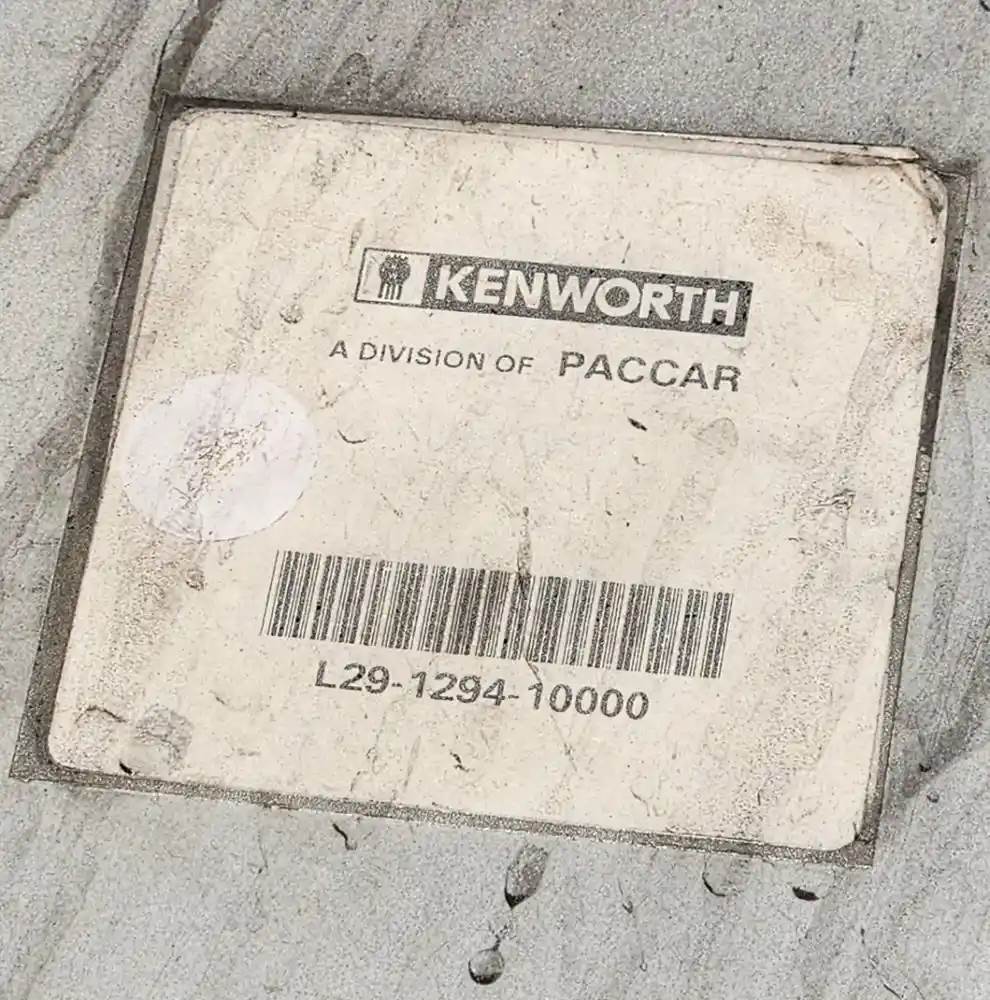 KENWORTH
A DIVISION OF PACCAR
L29-1294-10000